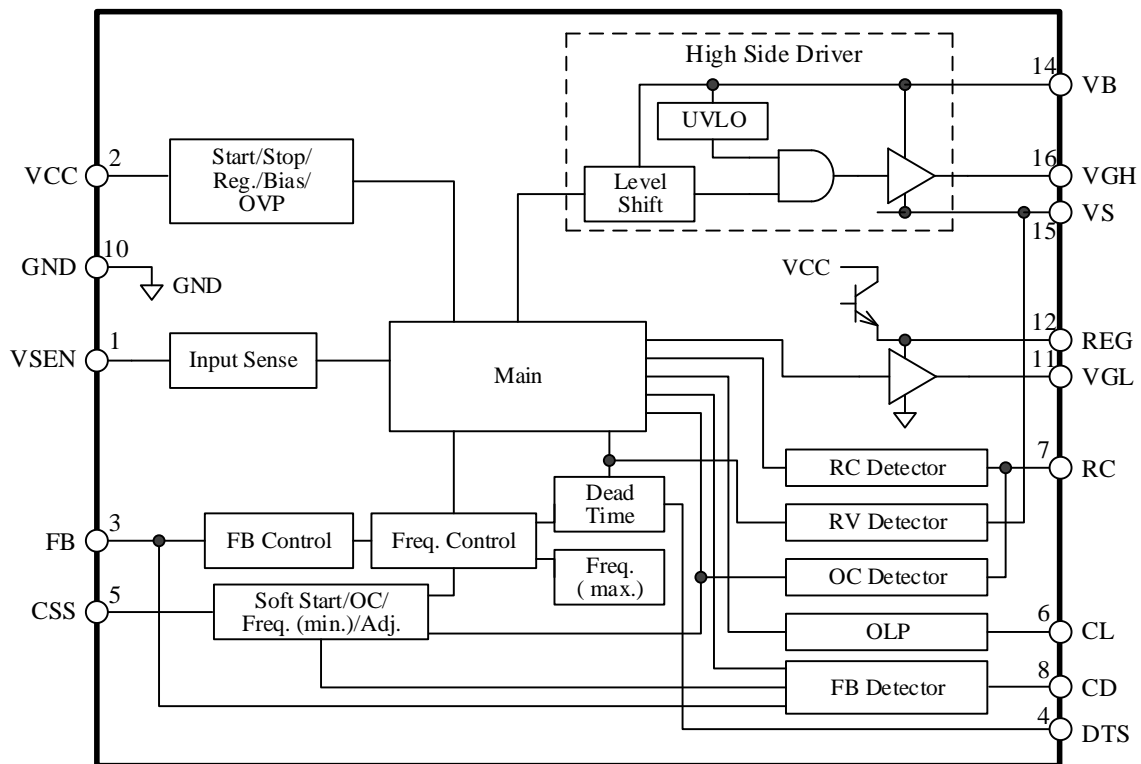 High Side Driver
14
VB
UVLO
2
VCC
Start/Stop/
Reg./Bias/
OVP
16
VGH
Level
Shift
VS
15
10
GND
GND
VCC
12
REG
1
VSEN
Input Sense
Main
11
VGL
7
RC Detector
RC
Dead
Time
RV Detector
3
FB
FB Control
Freq. Control
Freq.
( max.)
OC Detector
5
CSS
Soft Start/OC/
Freq. (min.)/Adj.
6
OLP
CL
8
FB Detector
CD
4
DTS